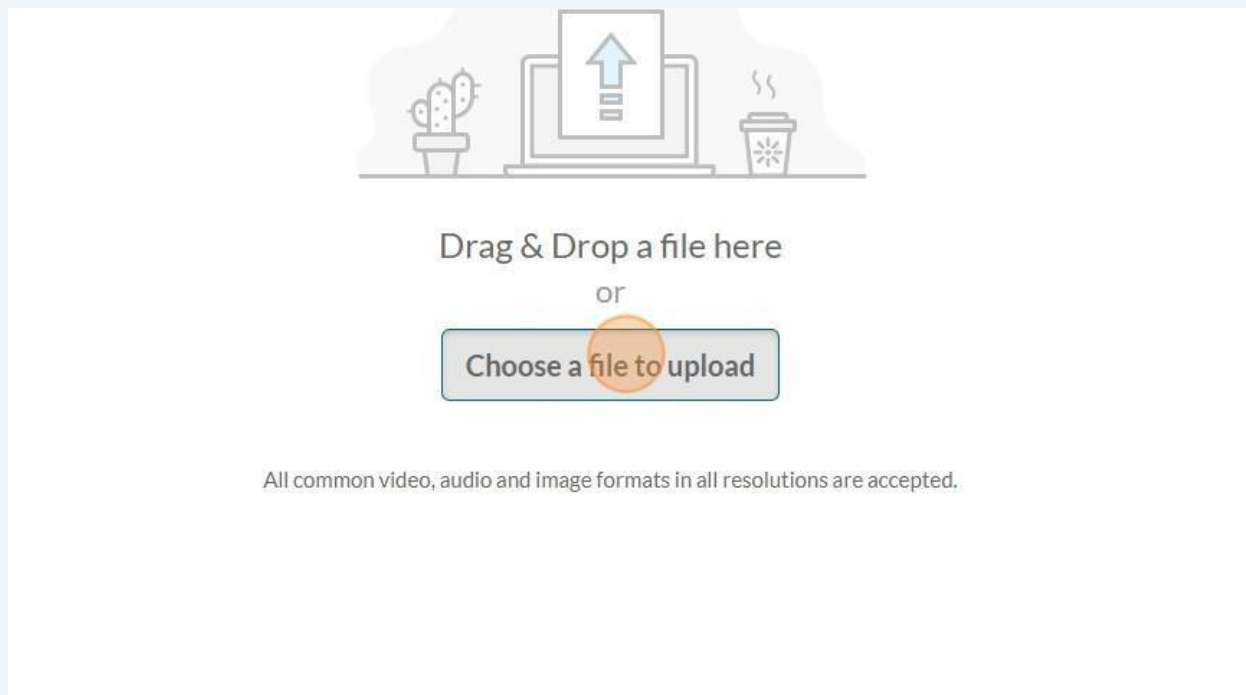 Drag & Drop a file here
or
Choose a file to upload
All common video, audio and image formats in all resolutions are accepted.